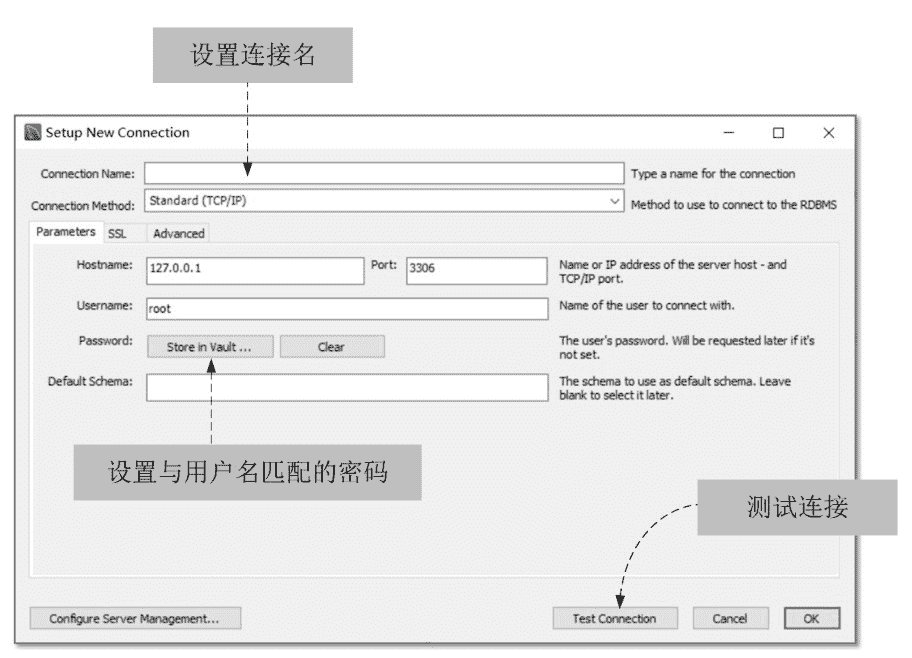 设置连接名
Setup New Connection
Connection Name:
Type a name for the connection
Connection Method:
Standard (TCP/IP)
Method to use to connect to the RDBMS
Parameters
SSL
Advanced
Hostname:
127.0.0.1
Port:
3306
Name or IP address of the server host - and
TCP/IP port.
Username:
root
Name of the user to connect with.
Password:
Store in Vault ...
Clear
The user's password. Will be requested later if it's
not set.
Default Schema:
The schema to use as default schema. Leave
blank to select it later.
设置与用户名匹配的密码
测试连接
Configure Server Management...
Test Connection
Cancel
OK